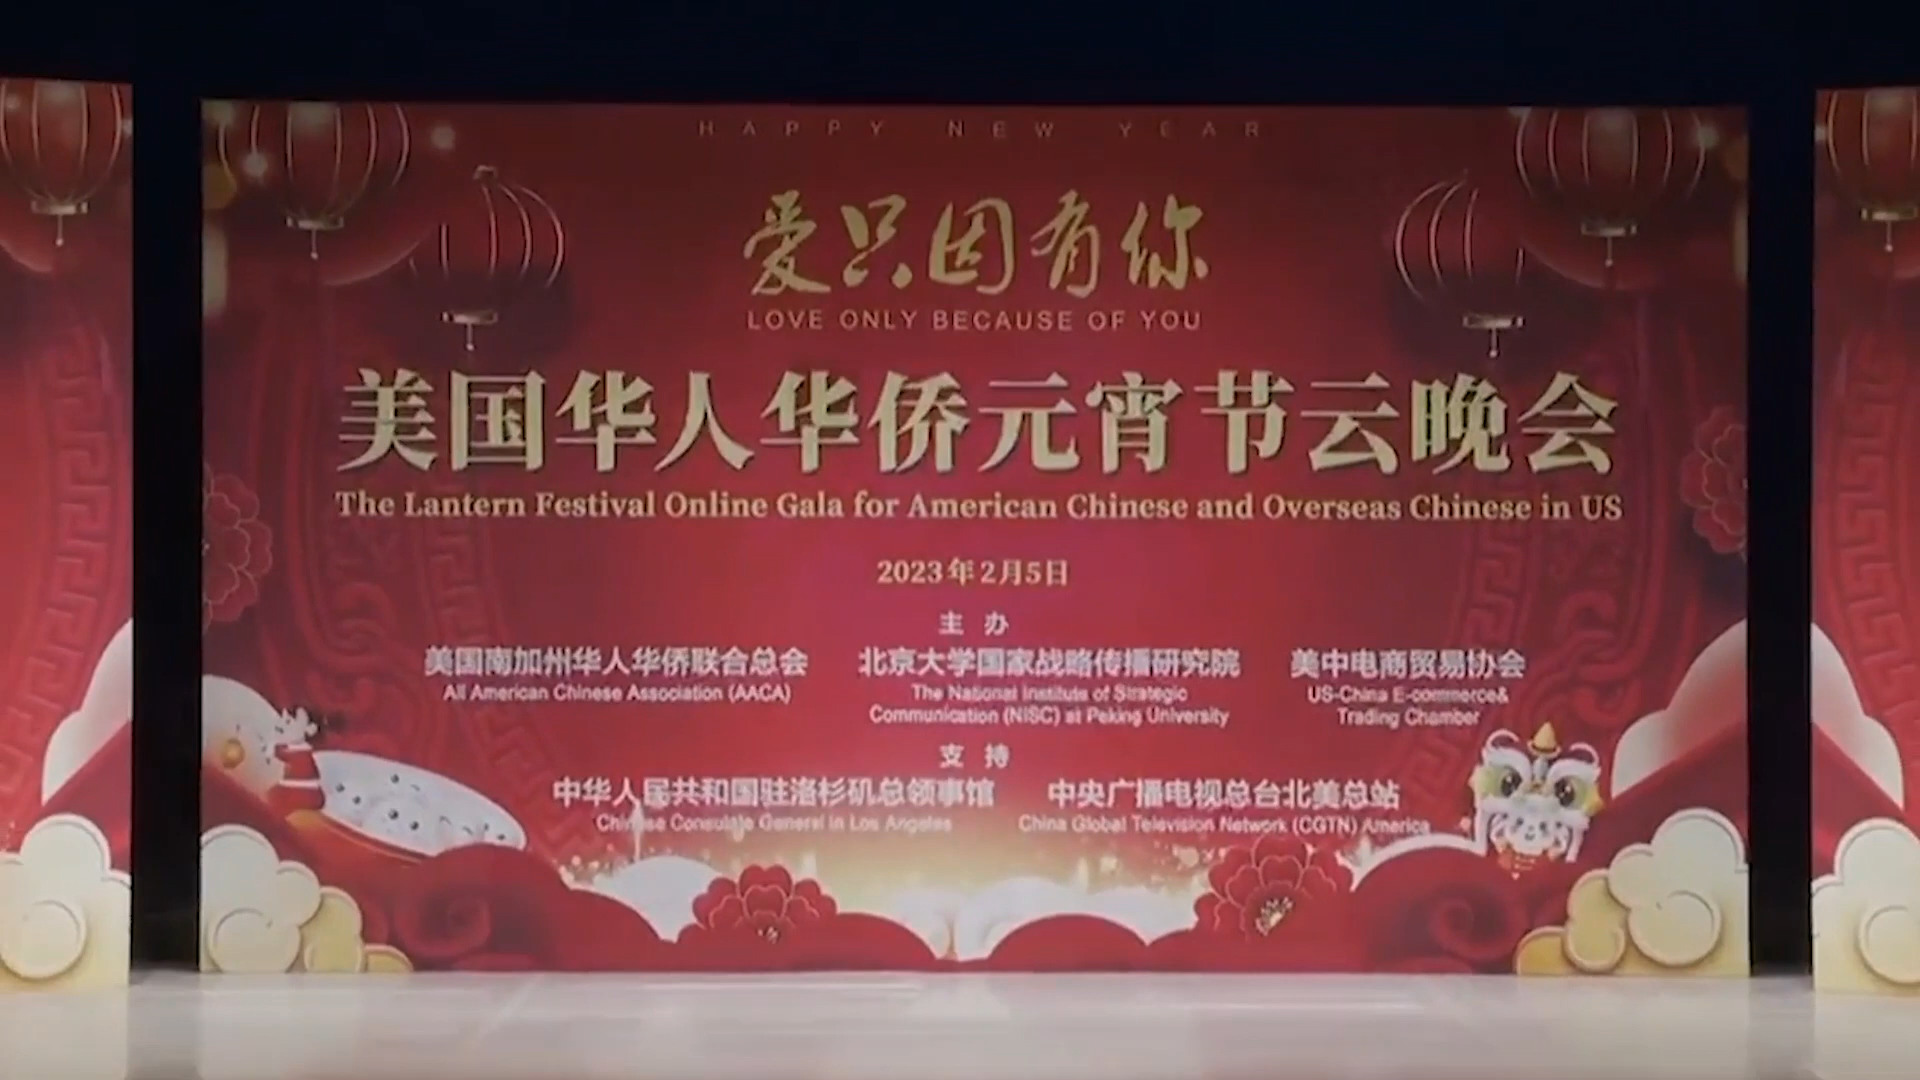 HAPPY NEW YEAR
爱只因有你
LOVE ONLY BECAUSE OF YOU
美国华人华侨元宵节云晚会
The Lantern Festival Online Gala for American Chinese and Overseas Chinese in US
2023年2月5日
主 办
美国南加州华人华侨联合总会 北京大学国家战略传播研究院 美中电商贸易协会
All American Chinese Association (AACA) The National Institute of Strategic US-China E-commerce&
Communication (NISC) at Peking University Trading Chamber
支 持
中华人民共和国驻洛杉矶总领事馆 中央广播电视总台北美总站
Chinese Consulate General in Los Angeles China Global Television Network (CGTN) America